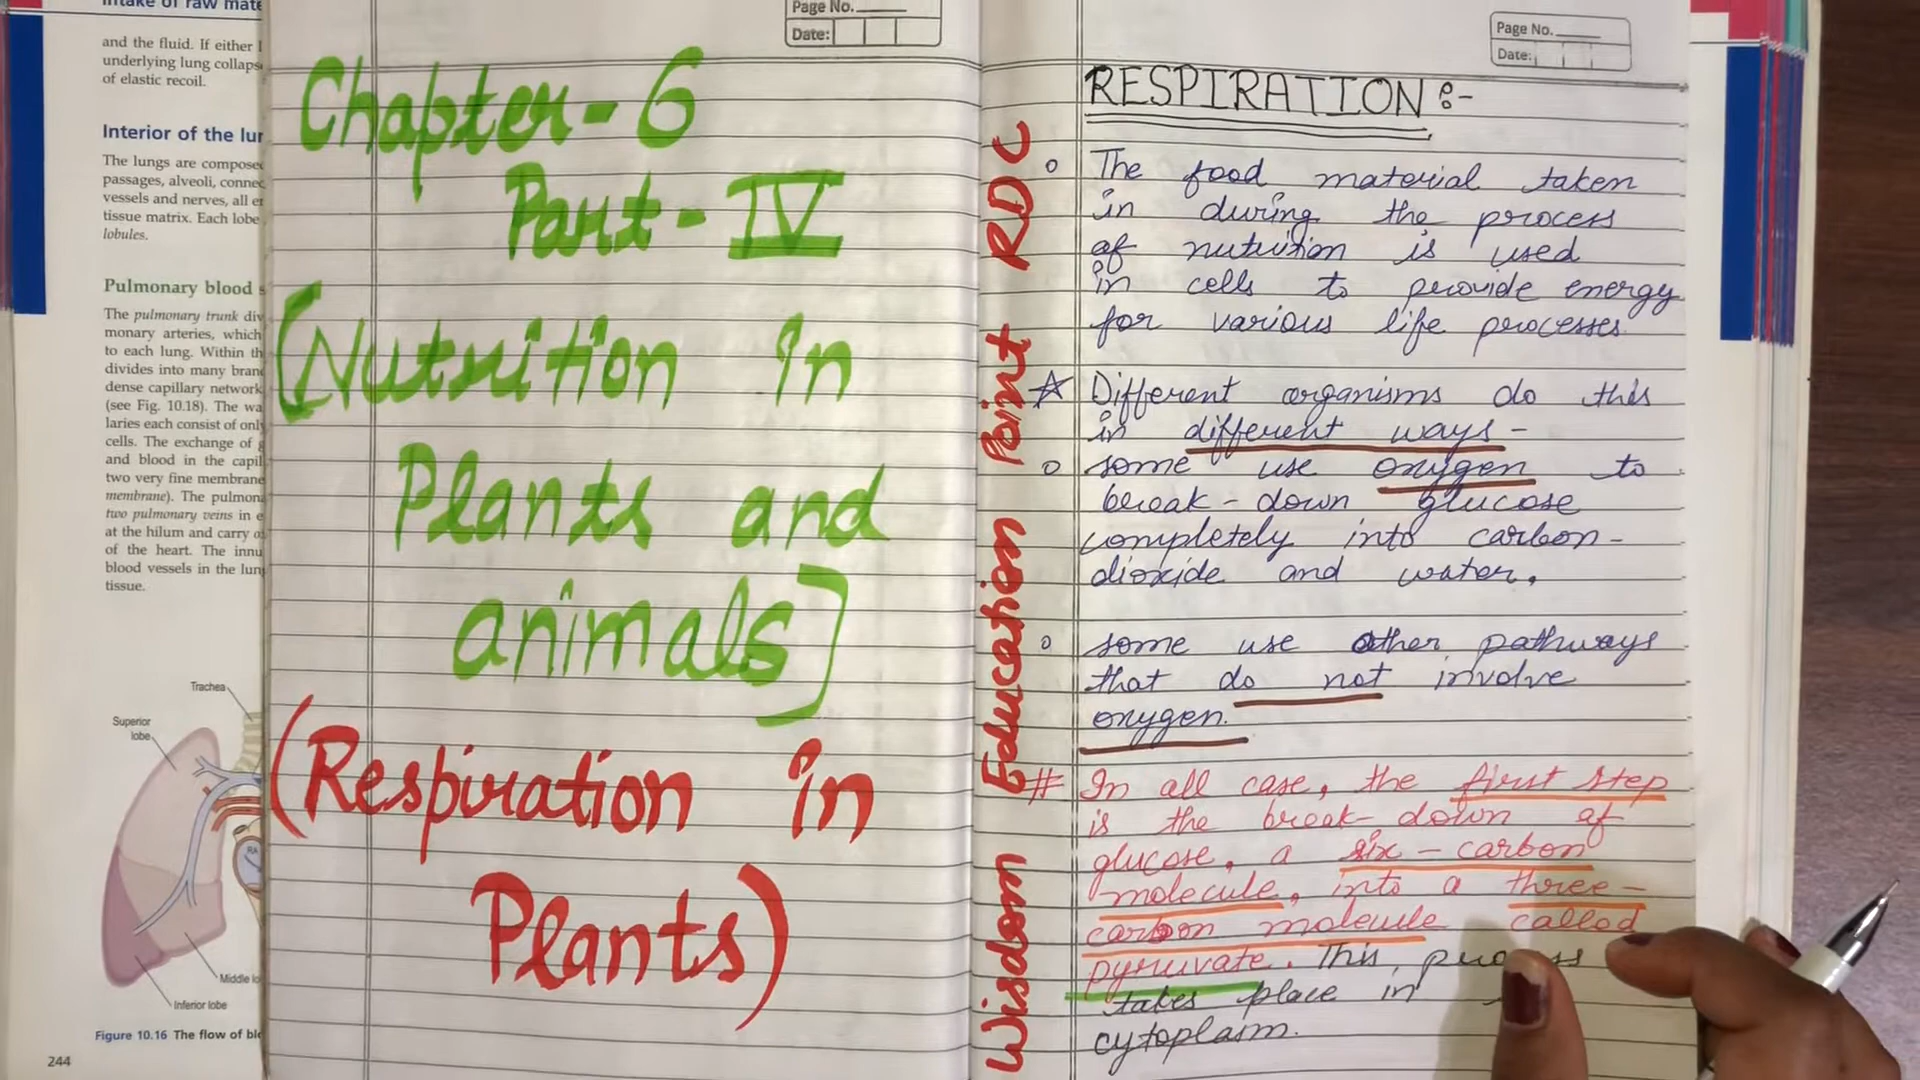 Intake of raw mate
and the fluid. If either l
underlying lung collaps
of elastic recoil.
Interior of the lur
The lungs are compose
passages, alveoli, connec
vessels and nerves, all e
tissue matrix. Each lobe
lobules.
Pulmonary blood s
The pulmonary trunk div
monary arteries, which
to each lung. Within th
divides into many bran
dense capillary network
(see Fig. 10.18). The wa
laries each consist of onl
cells. The exchange of g
and blood in the capil
two very fine membrane
membrane). The pulmon
two pulmonary veins in e
at the hilum and carry o
of the heart. The innu
blood vessels in the lun
tissue.
Trachea
Superior
lobe
RA
Middle lo
Inferior lobe
Figure 10.16 The flow of blo
244
Page No.
Date:
Chapter-6
Part-IV
(Nutrition in
Plants and
animals)
(Respiration in
Plants)
Wisdom Education Point RDC
Page No.
Date:
RESPIRATION:-
The food material taken
in during the process
of nutrition is used
in cells to provide energy
for various life processes.
☆ Different organisms do this
in different ways -
some use oxygen to
break-down glucose
completely into carbon-
dioxide and water.
some use other pathways
that do not involve
oxygen.
# In all case, the first step
is the break-down of
glucose, a six-carbon
molecule, into a three-
carbon molecule called
pyruvate. This process
takes place in
cytoplasm.